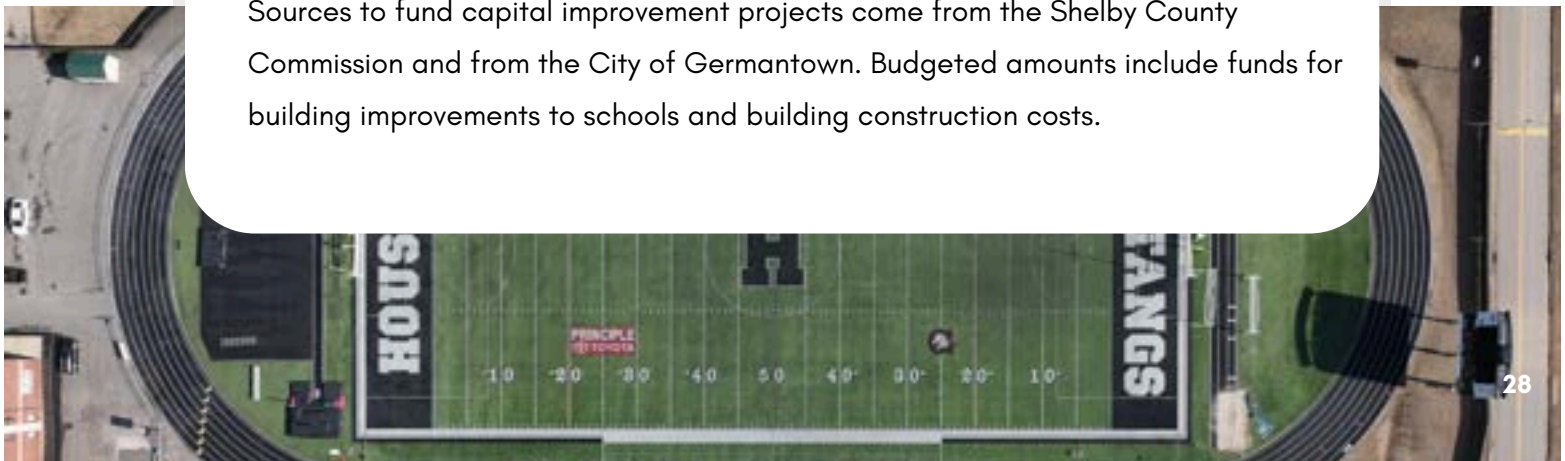 Sources to fund capital improvement projects come from the Shelby County
Commission and from the City of Germantown. Budgeted amounts include funds for
building improvements to schools and building construction costs.
HOUS
H
TANGS
PRINCIPLE
TOYOTA
10 20 30 40 50 40 30 20 10
28